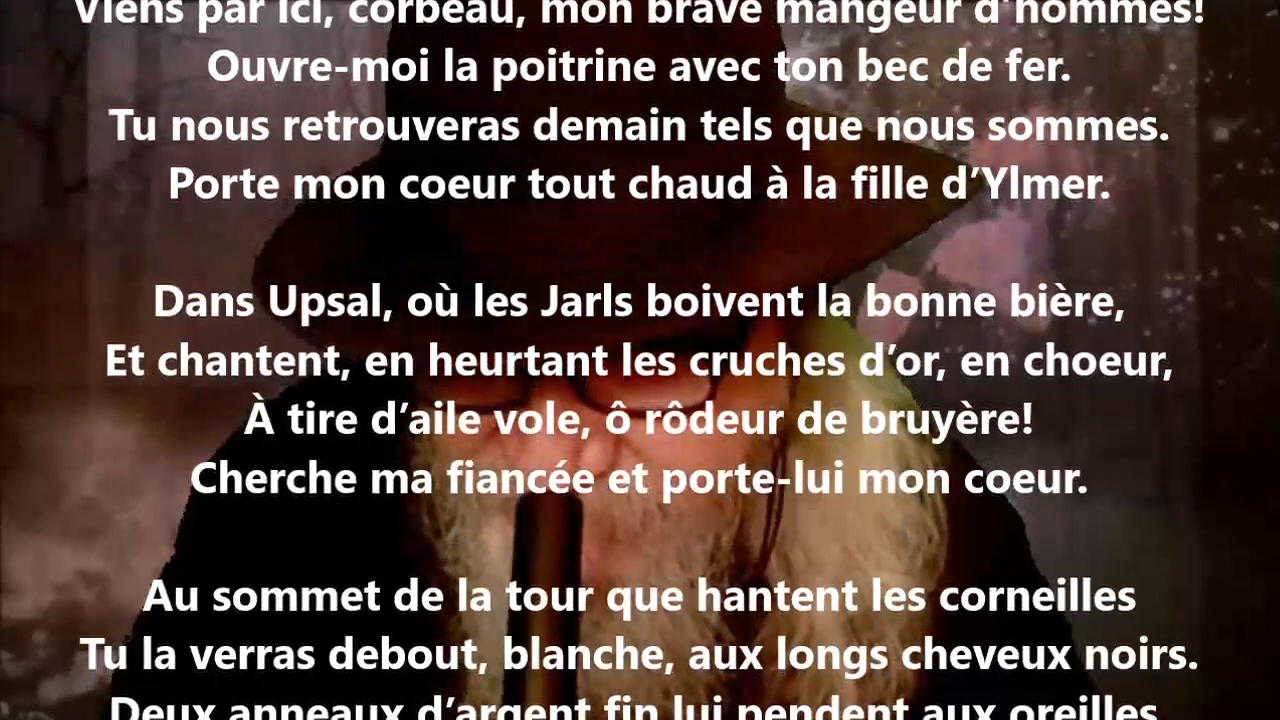 Viens par ici, corbeau, mon brave mangeur d’hommes!
Ouvre-moi la poitrine avec ton bec de fer.
Tu nous retrouveras demain tels que nous sommes.
Porte mon coeur tout chaud à la fille d’Ylmer.
Dans Upsal, où les Jarls boivent la bonne bière,
Et chantent, en heurtant les cruches d’or, en choeur,
À tire d’aile vole, ô rôdeur de bruyère!
Cherche ma fiancée et porte-lui mon coeur.
Au sommet de la tour que hantent les corneilles
Tu la verras debout, blanche, aux longs cheveux noirs.
Deux anneaux d’argent fin lui pendent aux oreilles